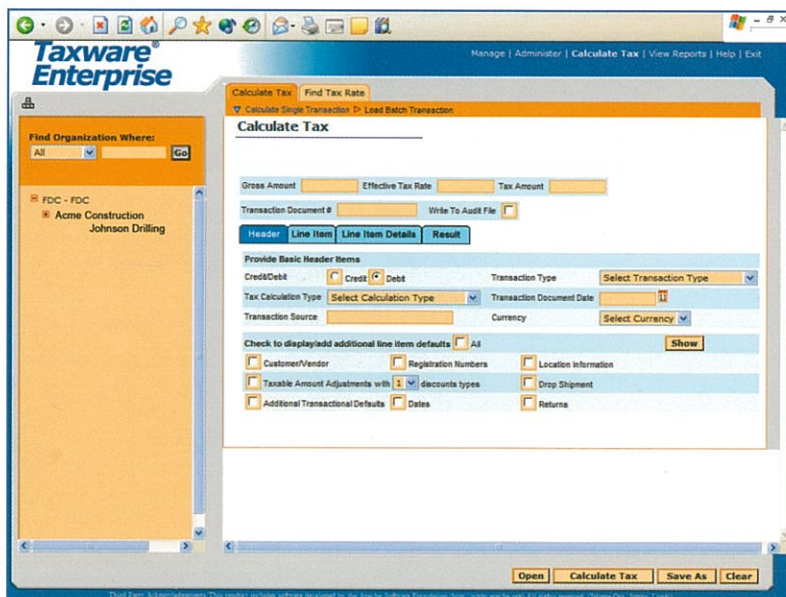 Taxware®
Enterprise
Manage | Administer | Calculate Tax | View Reports | Help | Exit
Calculate Tax
Find Tax Rate
Calculate Single Transaction
Load Batch Transaction
Find Organization Where:
All
Go
FDC - FDC
Acme Construction
Johnson Drilling
Calculate Tax
Gross Amount
Effective Tax Rate
Tax Amount
Transaction Document #
Write To Audit File
Header
Line Item
Line Item Details
Result
Provide Basic Header Items
Credit/Debit
Credit
Debit
Transaction Type
Select Transaction Type
Tax Calculation Type
Select Calculation Type
Transaction Document Date
Transaction Source
Currency
Select Currency
Check to display/add additional line item defaults
All
Show
Customer/Vendor
Registration Numbers
Location Information
Taxable Amount Adjustments with 1 discounts types
Drop Shipment
Additional Transactional Defaults
Dates
Returns
Open
Calculate Tax
Save As
Clear